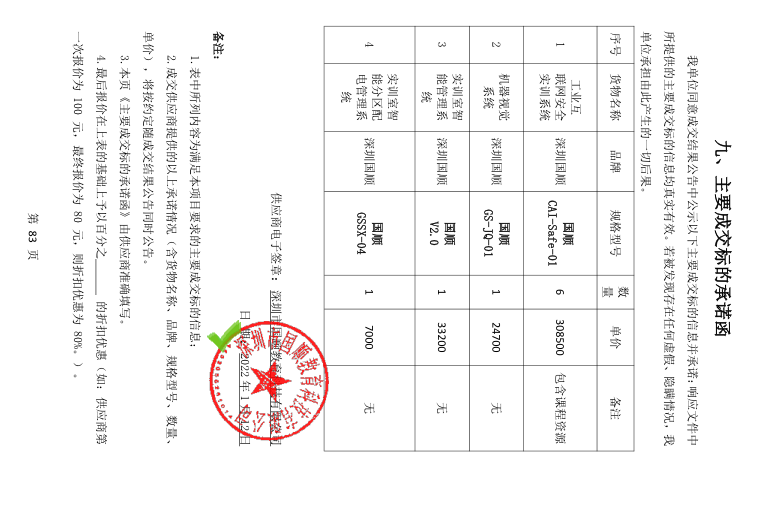 九、主要成交标的承诺函
我单位同意成交结果公告中公示以下主要成交标的信息并承诺：响应文件中
所提供的主要成交标的信息均真实有效。若被发现存在任何虚假、隐瞒情况，我
单位承担由此产生的一切后果。
序号 货物名称 品牌 规格型号 数量 单价 备注
1 工业互联网安全实训系统 深圳国顺 国顺 CAI-Safe-01 6 308500 包含课程资源
2 机器视觉系统 深圳国顺 国顺 GS-JQ-01 1 24700 无
3 实训室智能管理系统 深圳国顺 国顺 V2.0 1 33200 无
4 实训室智能分区配电管理系统 深圳国顺 国顺 GSSX-04 1 7000 无
供应商电子签章：深圳市国顺教育科技有限公司
日期：2022 年 1 月 12 日
备注：
1. 表中所列内容为满足本项目要求的主要成交标的信息；
2. 成交供应商提供的以上承诺情况（含货物名称、品牌、规格型号、数量、
单价），将按约定随成交结果公告同时公告。
3. 本页《主要成交标的承诺函》由供应商准确填写。
4. 最后报价在上表的基础上予以百分之______ 的折扣优惠（如：供应商第
一次报价为 100 元，最终报价为 80 元，则折扣优惠为 80%。）。
第 83 页